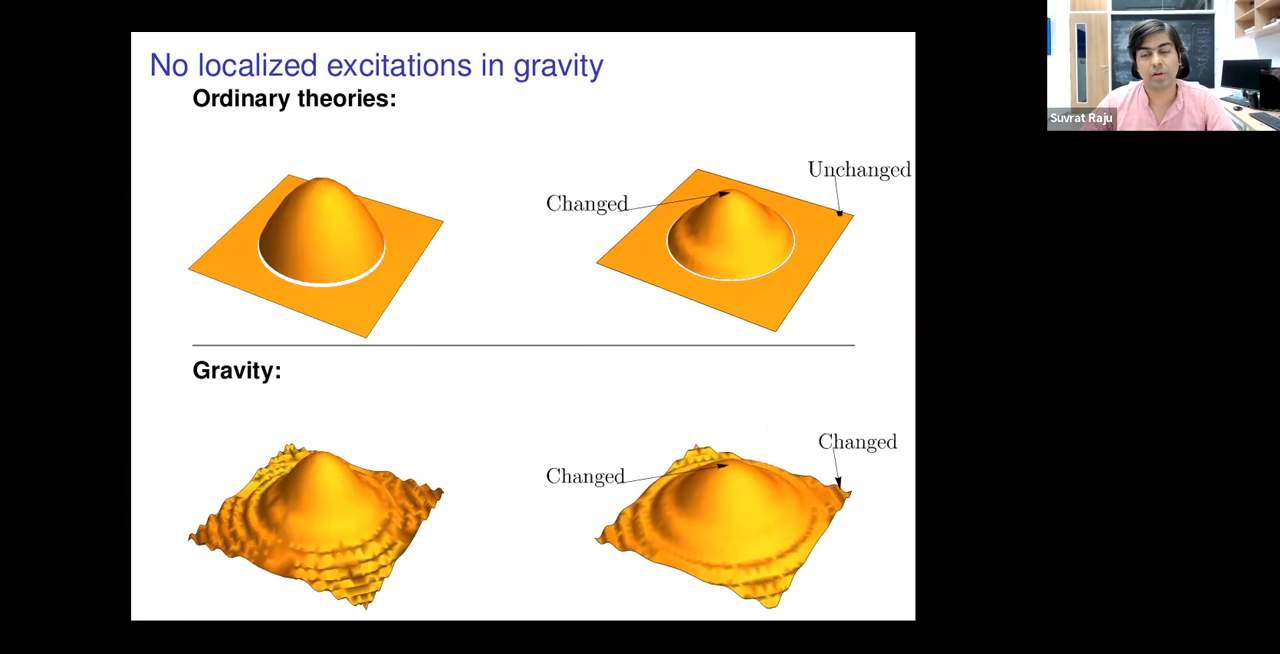 No localized excitations in gravity
Ordinary theories:
Unchanged
Changed
Gravity:
Changed
Changed
Suvrat Raju